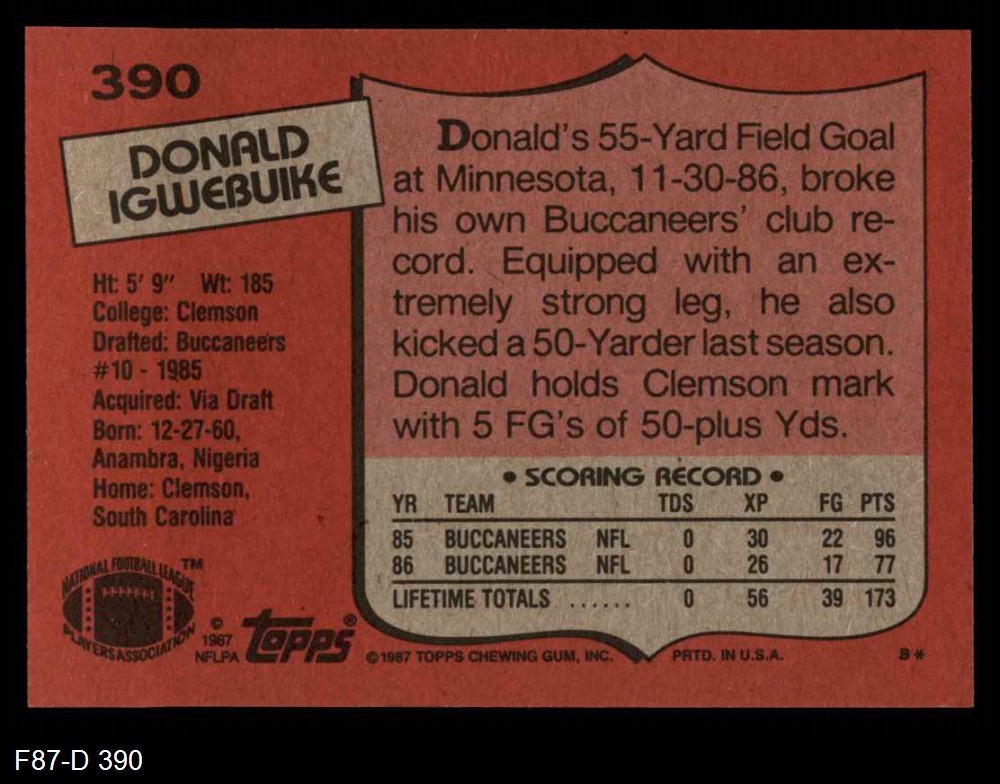 390
DONALD
IGWEBUIKE
Ht: 5' 9" Wt: 185
College: Clemson
Drafted: Buccaneers
#10 - 1985
Acquired: Via Draft
Born: 12-27-60,
Anambra, Nigeria
Home: Clemson,
South Carolina
NATIONAL FOOTBALL LEAGUE
PLAYERS ASSOCIATION
TM
© 1987
NFLPA
topps®
Donald's 55-Yard Field Goal
at Minnesota, 11-30-86, broke
his own Buccaneers' club re-
cord. Equipped with an ex-
tremely strong leg, he also
kicked a 50-Yarder last season.
Donald holds Clemson mark
with 5 FG's of 50-plus Yds.
• SCORING RECORD •
YR TEAM TDS XP FG PTS
85 BUCCANEERS NFL 0 30 22 96
86 BUCCANEERS NFL 0 26 17 77
LIFETIME TOTALS ...... 0 56 39 173
©1987 TOPPS CHEWING GUM, INC. PRTD. IN U.S.A. B*
F87-D 390